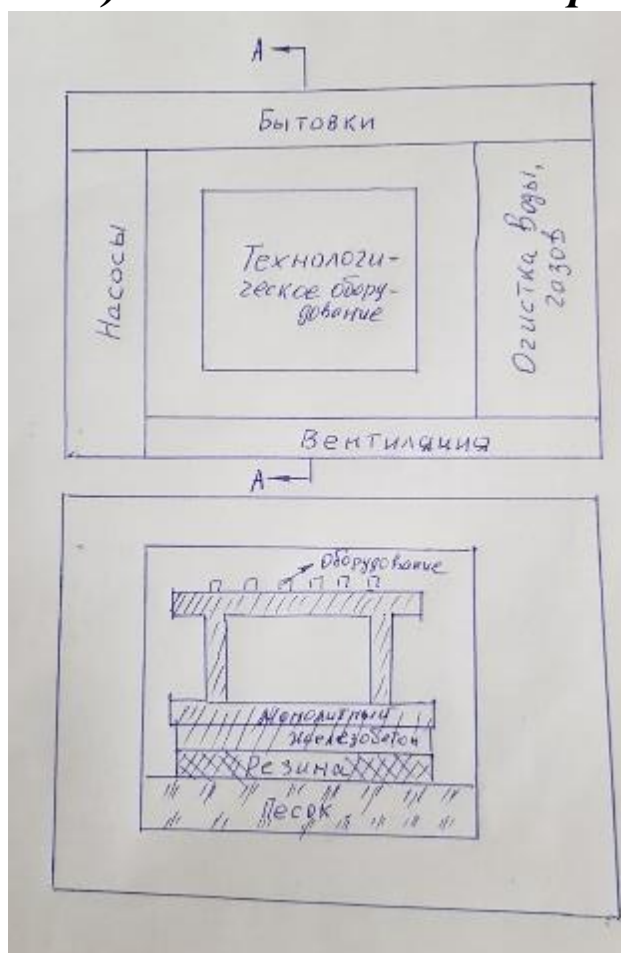 А
Бытовки
Насосы
Технологи-
ческое обору-
дование
Очистка воды,
газов
Вентиляция
А
Оборудование
Монолитный
железобетон
Резина
Песок